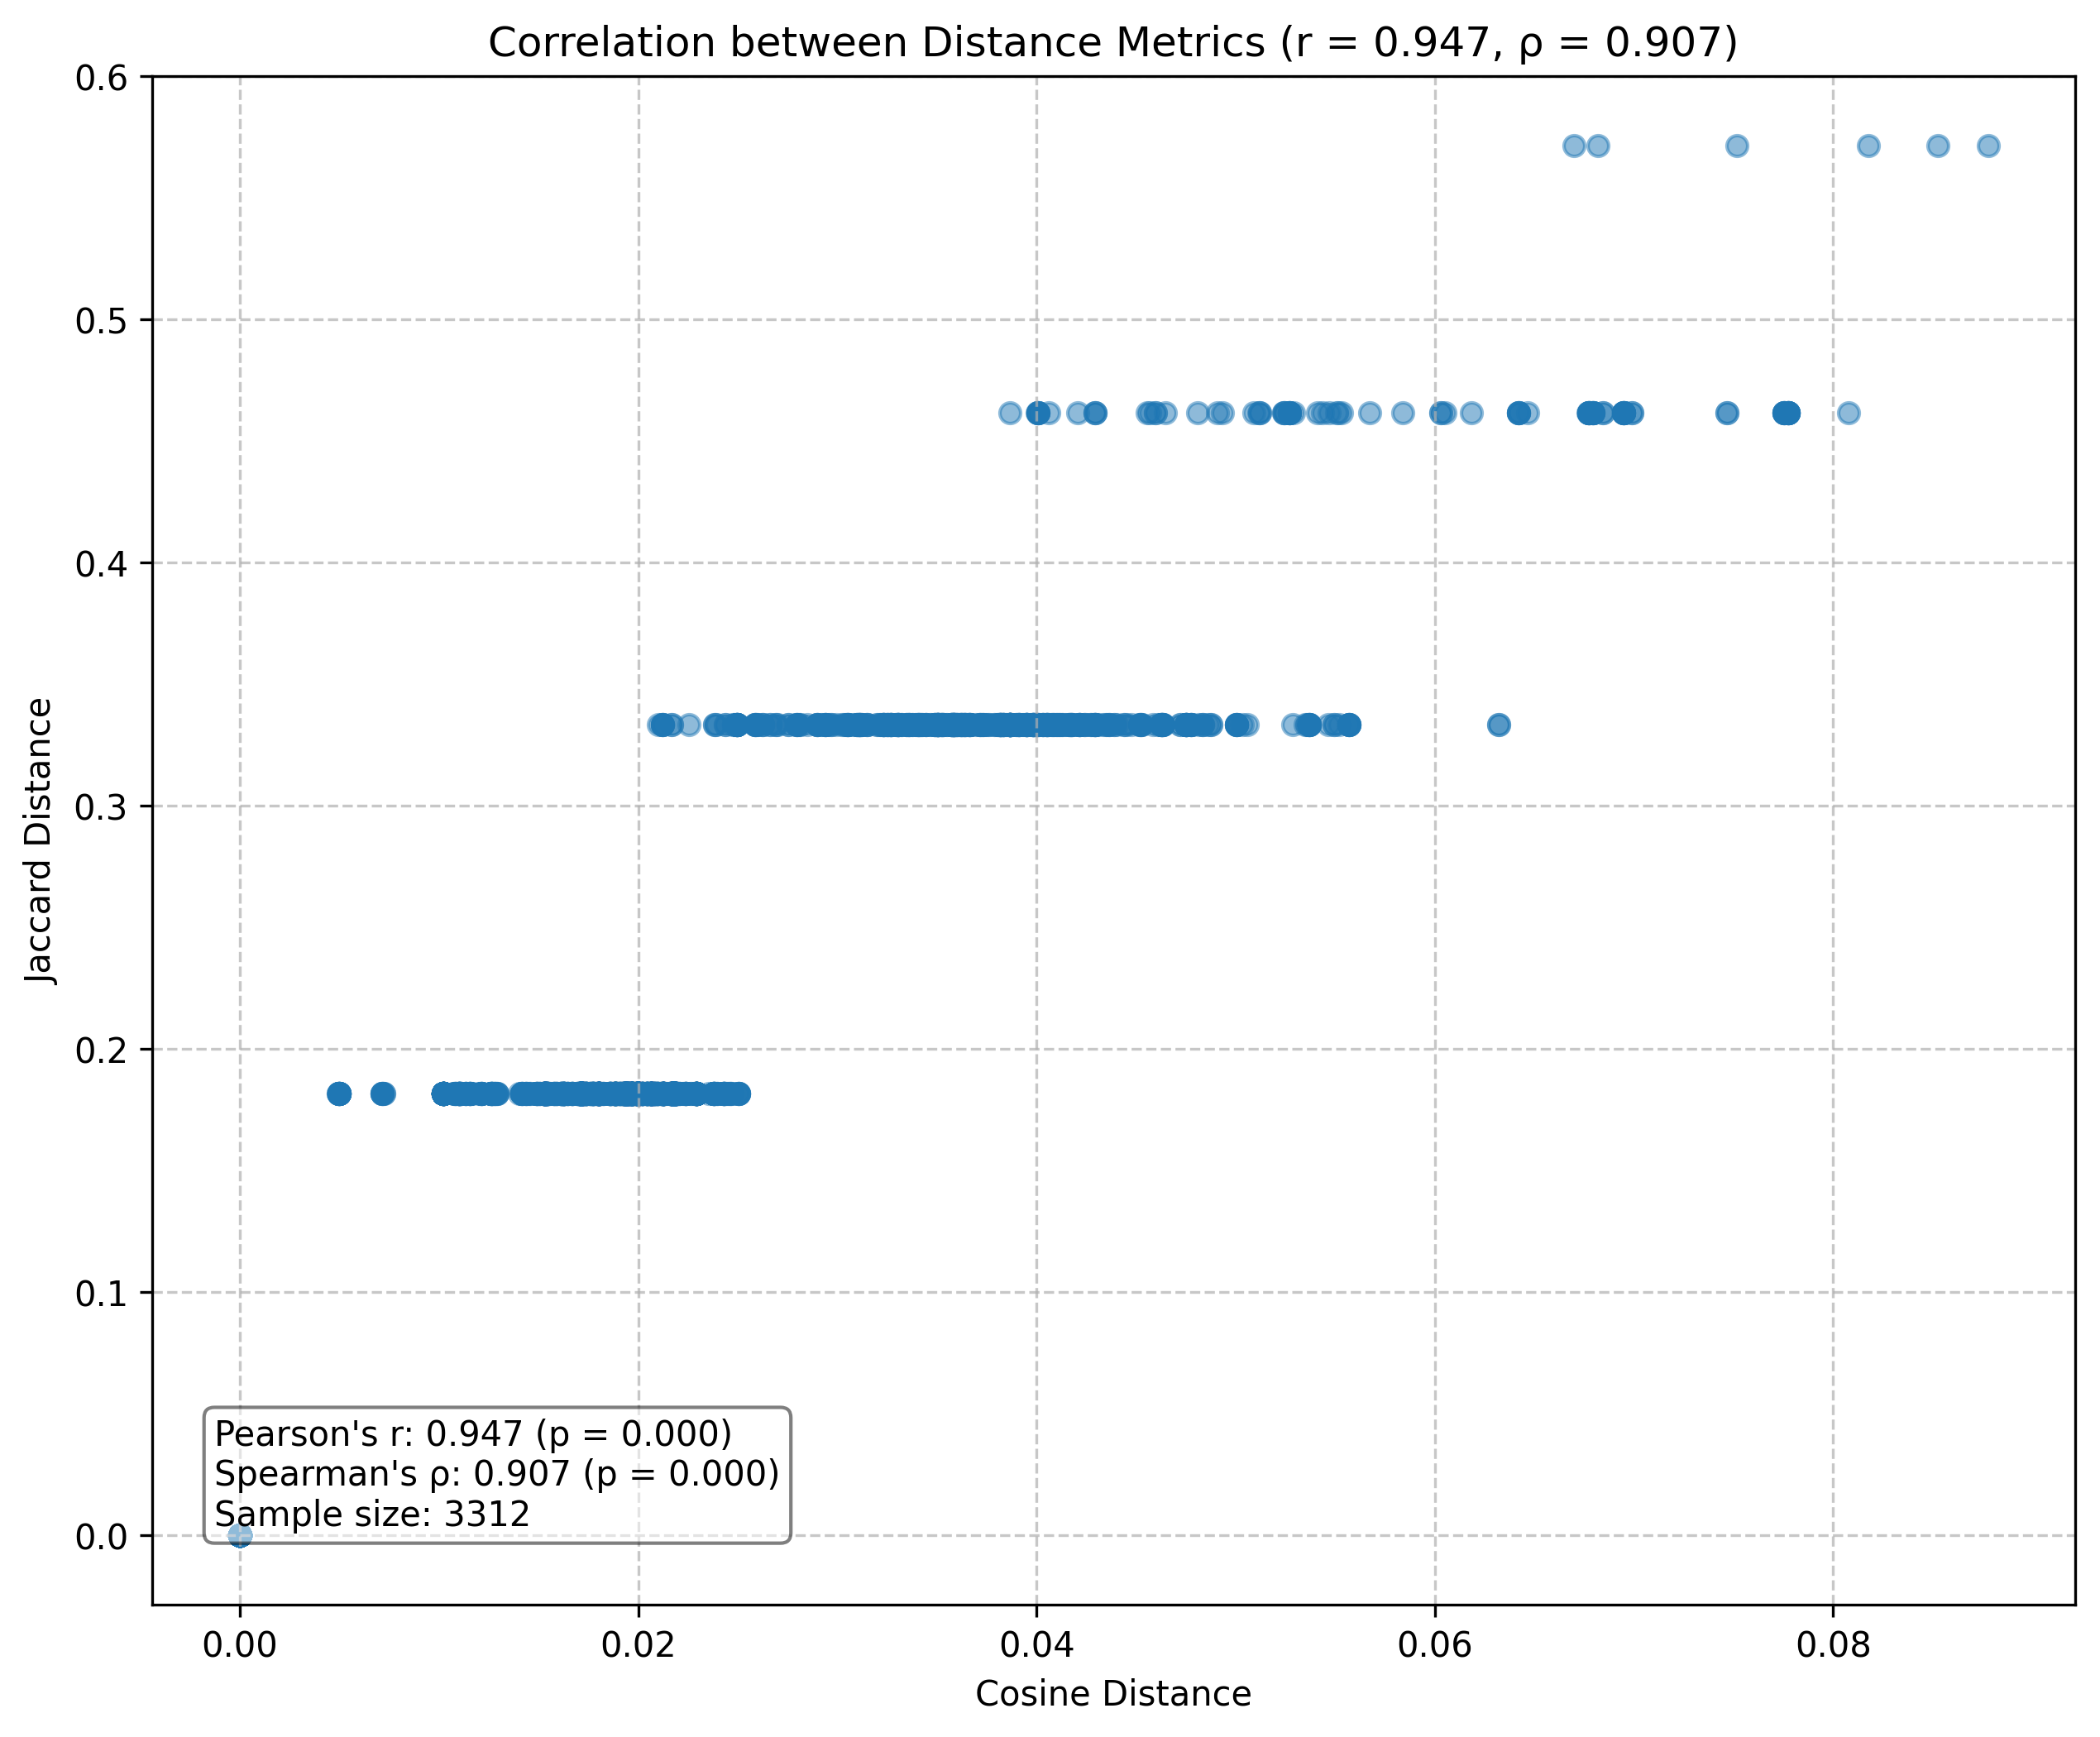 Correlation between Distance Metrics (r = 0.947, ρ = 0.907)
0.6
0.5
0.4
0.3
0.2
0.1
0.0
Jaccard Distance
Pearson's r: 0.947 (p = 0.000)
Spearman's ρ: 0.907 (p = 0.000)
Sample size: 3312
0.00 0.02 0.04 0.06 0.08
Cosine Distance